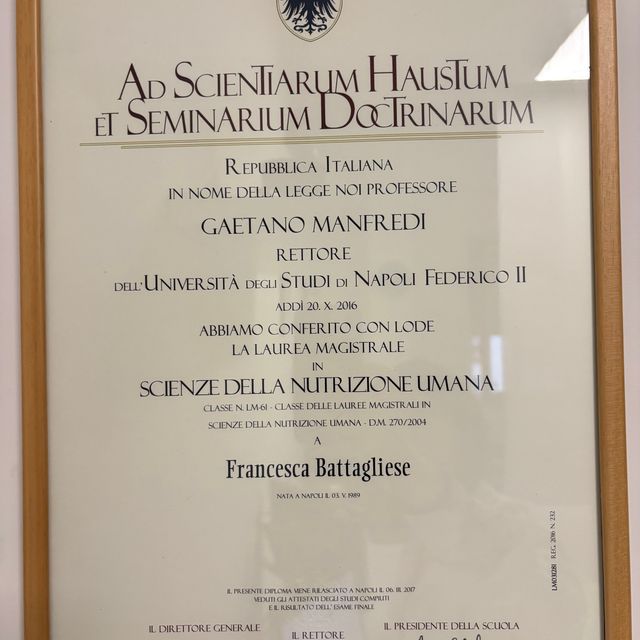 AD SCIENTIARUM HAUSTUM
ET SEMINARIUM DOCTRINARUM
REPUBBLICA ITALIANA
IN NOME DELLA LEGGE NOI PROFESSORE
GAETANO MANFREDI
RETTORE
DELL'UNIVERSITÀ DEGLI STUDI DI NAPOLI FEDERICO II
ADDÌ 20. X. 2016
ABBIAMO CONFERITO CON LODE
LA LAUREA MAGISTRALE
IN
SCIENZE DELLA NUTRIZIONE UMANA
CLASSE N. LM-61 - CLASSE DELLE LAUREE MAGISTRALI IN
SCIENZE DELLA NUTRIZIONE UMANA - D.M. 270/2004
A
Francesca Battagliese
NATA A NAPOLI IL 03. V. 1989
REG. 2016 N. 232
IL PRESENTE DIPLOMA VIENE RILASCIATO A NAPOLI IL 06. III. 2017
VEDUTI GLI ATTESTATI DEGLI STUDI COMPIUTI
E IL RISULTATO DELL' ESAME FINALE
IL DIRETTORE GENERALE
IL RETTORE
IL PRESIDENTE DELLA SCUOLA